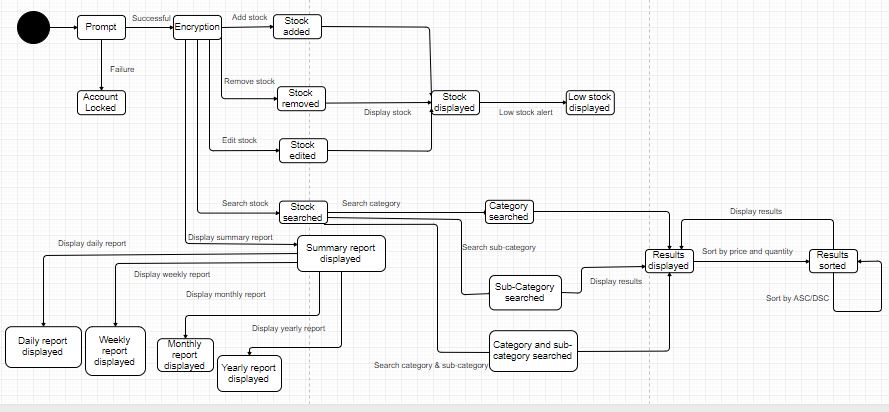 Prompt
Successful
Encryption
Add stock
Stock
added
Failure
Account
Locked
Remove stock
Stock
removed
Display stock
Stock
displayed
Low stock alert
Low stock
displayed
Edit stock
Stock
edited
Search stock
Stock
searched
Search category
Category
searched
Display results
Display summary report
Summary report
displayed
Search sub-category
Results
displayed
Sort by price and quantity
Results
sorted
Display daily report
Display weekly report
Display monthly report
Display yearly report
Sub-Category
searched
Display results
Sort by ASC/DSC
Daily report
displayed
Weekly
report
displayed
Monthly
report
displayed
Yearly report
displayed
Search category & sub-category
Category and sub-
category searched